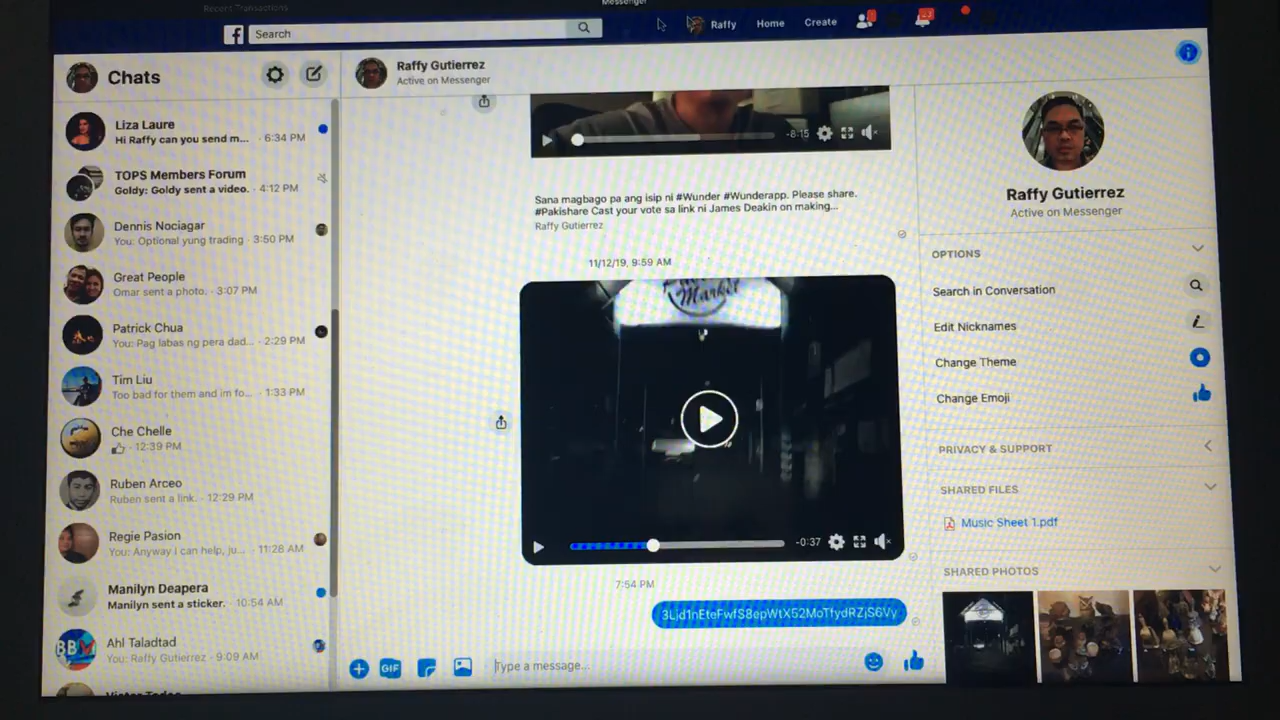 Recent Transactions
Messenger
f
Search
Raffy
Home
Create
Chats
Liza Laure
Hi Raffy can you send m... · 6:34 PM
TOPS Members Forum
Goldy: Goldy sent a video. · 4:12 PM
Dennis Nociagar
You: Optional yung trading · 3:50 PM
Great People
Omar sent a photo. · 3:07 PM
Patrick Chua
You: Pag labas ng pera dad... · 2:29 PM
Tim Liu
Too bad for them and im fo... · 1:33 PM
Che Chelle
· 12:39 PM
Ruben Arceo
Ruben sent a link. · 12:29 PM
Regie Pasion
You: Anyway I can help, ju... · 11:28 AM
Manilyn Deapera
Manilyn sent a sticker. · 10:54 AM
BBM
Ahl Taladtad
You: Raffy Gutierrez · 9:09 AM
Raffy Gutierrez
Active on Messenger
-8:15
Sana magbago pa ang isip ni #Wunder #Wunderapp. Please share.
#Pakishare Cast your vote sa link ni James Deakin on making...
Raffy Gutierrez
11/12/19, 9:59 AM
Market
-0:37
7:54 PM
GIF
Type a message...
Raffy Gutierrez
Active on Messenger
OPTIONS
Search in Conversation
Edit Nicknames
Change Theme
Change Emoji
PRIVACY & SUPPORT
SHARED FILES
Music Sheet 1.pdf
SHARED PHOTOS